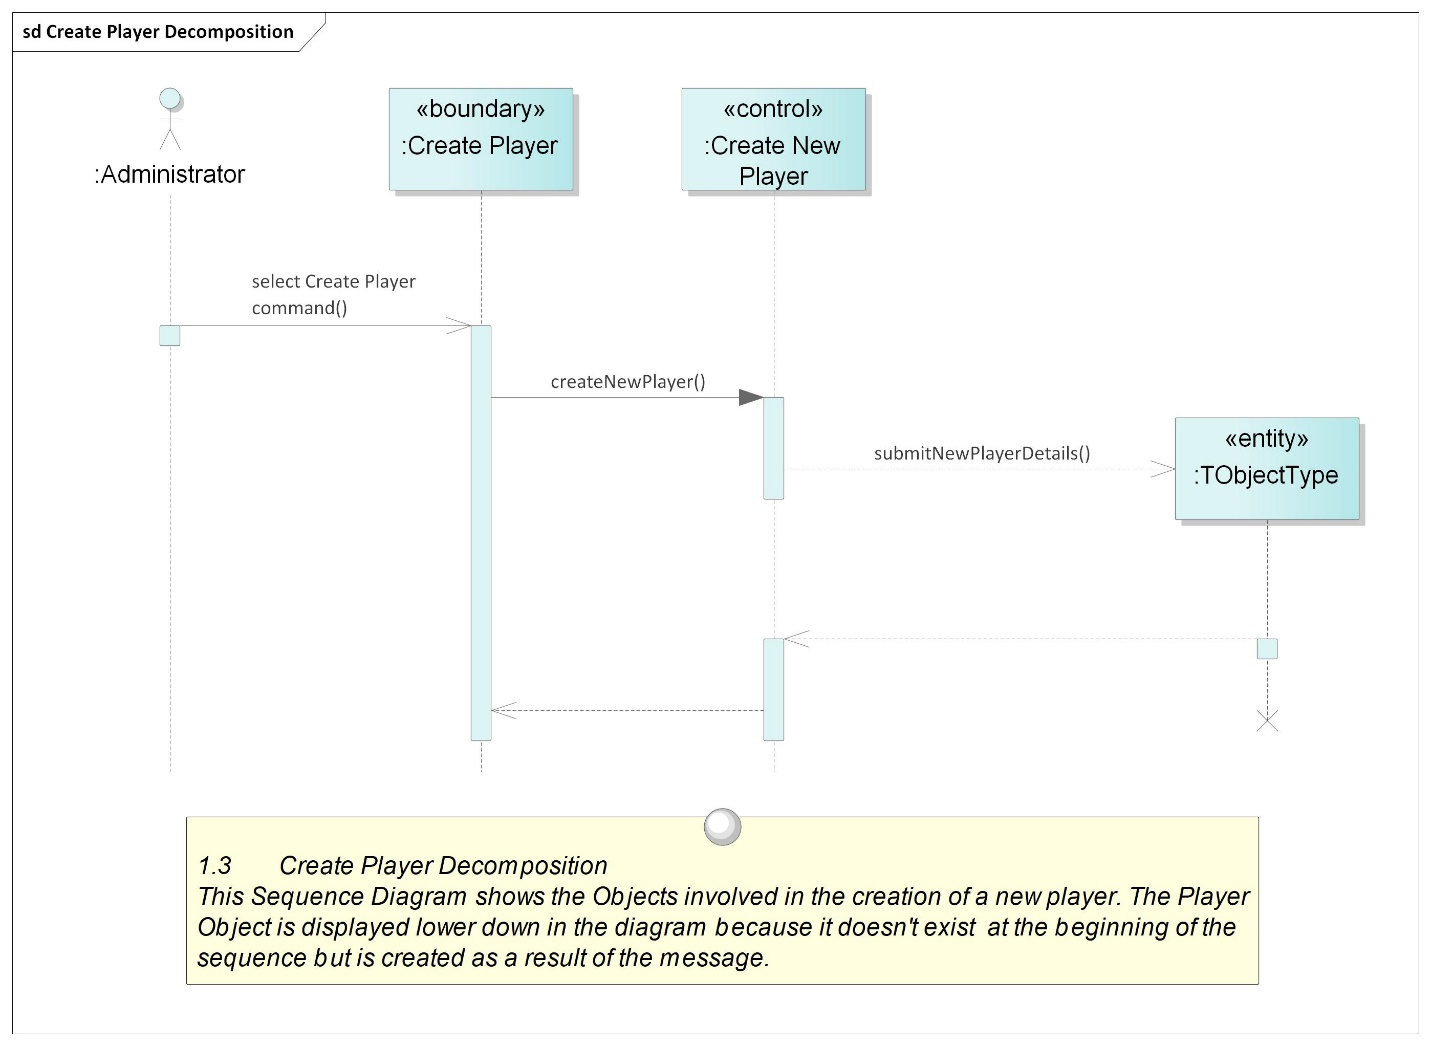 sd Create Player Decomposition
:Administrator
«boundary»
:Create Player
«control»
:Create New
Player
select Create Player
command()
createNewPlayer()
submitNewPlayerDetails()
«entity»
:TObjectType
1.3 Create Player Decomposition
This Sequence Diagram shows the Objects involved in the creation of a new player. The Player
Object is displayed lower down in the diagram because it doesn't exist at the beginning of the
sequence but is created as a result of the message.